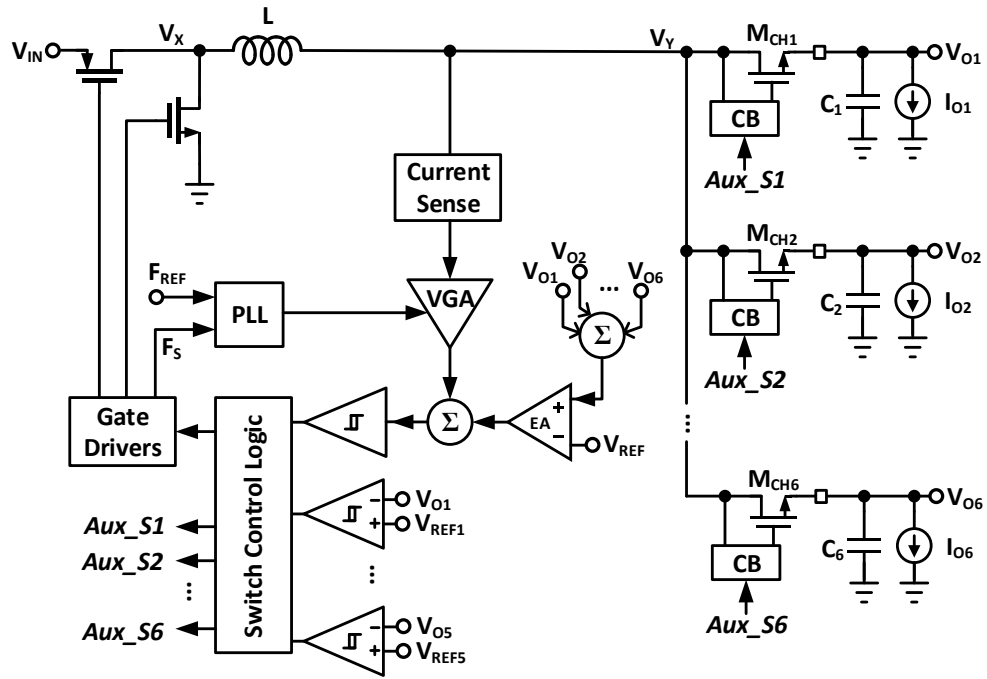 L
V_IN
V_X
V_Y
M_CH1
V_O1
C_1
I_O1
CB
Aux_S1
Current
Sense
M_CH2
V_O2
C_2
I_O2
CB
Aux_S2
F_REF
PLL
F_S
VGA
V_O1
V_O2
...
V_O6
Σ
Σ
EA
+
−
V_REF
Gate
Drivers
Switch Control Logic
...
Aux_S1
Aux_S2
...
Aux_S6
−
+
V_O1
V_REF1
...
−
+
V_O5
V_REF5
M_CH6
V_O6
C_6
I_O6
CB
Aux_S6